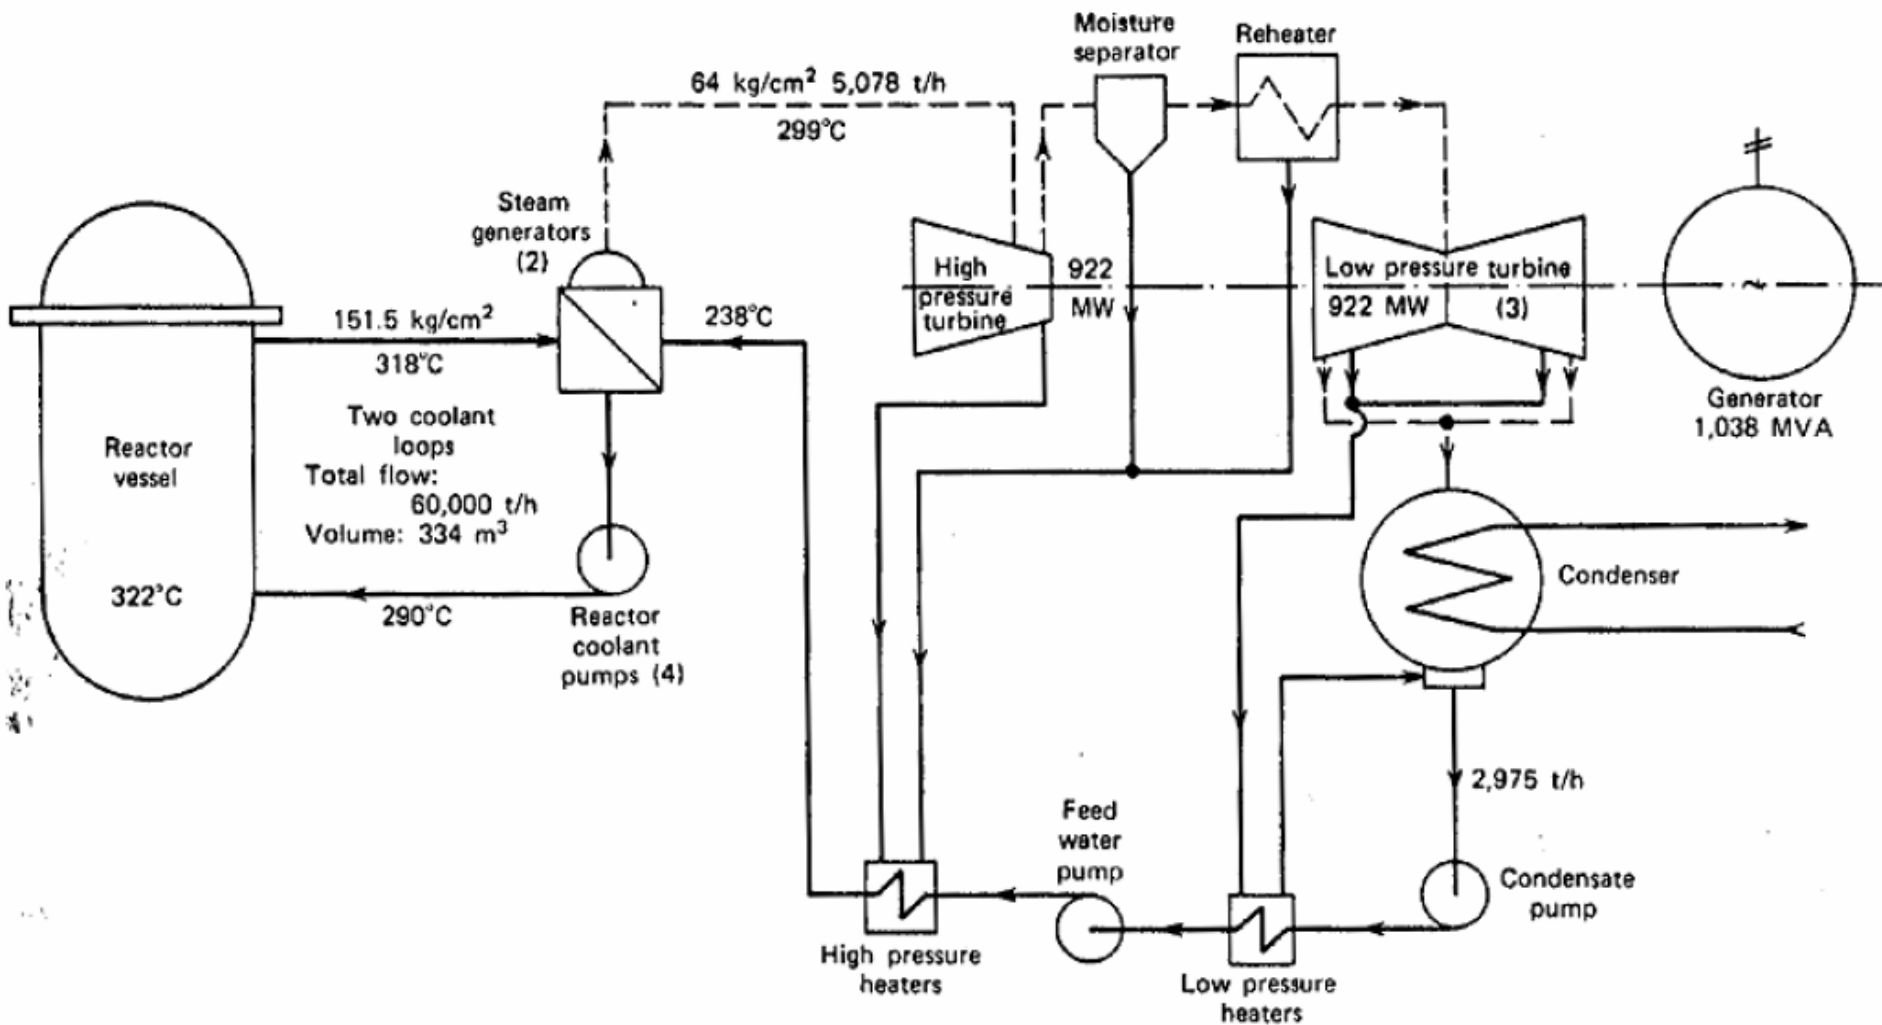 Moisture
separator
Reheater
64 kg/cm² 5,078 t/h
299°C
Steam
generators
(2)
High
pressure
turbine
922
MW
Low pressure turbine
922 MW (3)
~
151.5 kg/cm²
318°C
238°C
Two coolant
loops
Total flow:
60,000 t/h
Volume: 334 m³
Reactor
vessel
322°C
290°C
Reactor
coolant
pumps (4)
Generator
1,038 MVA
Condenser
2,975 t/h
Feed
water
pump
Condensate
pump
High pressure
heaters
Low pressure
heaters